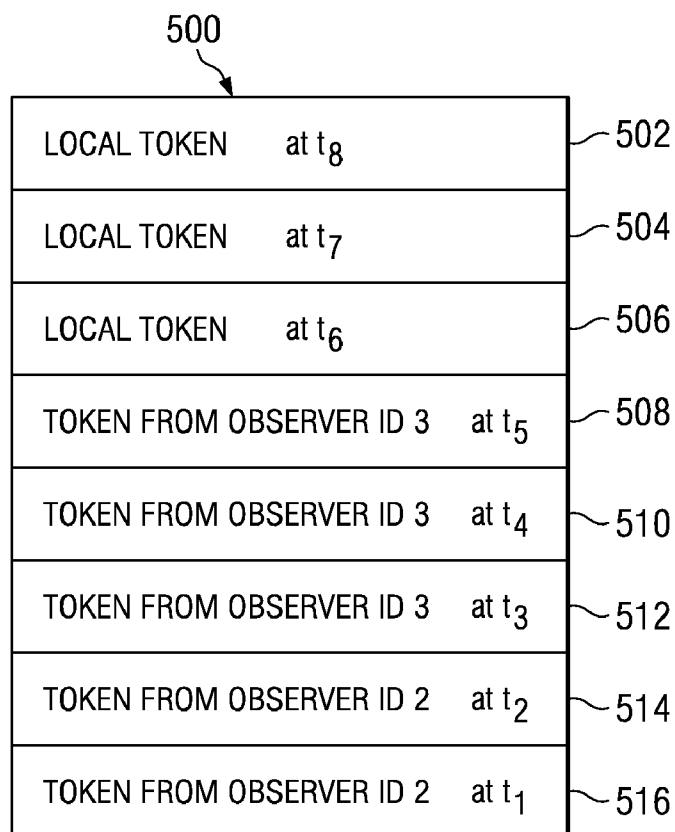 500
LOCAL TOKEN at t8 502
LOCAL TOKEN at t7 504
LOCAL TOKEN at t6 506
TOKEN FROM OBSERVER ID 3 at t5 508
TOKEN FROM OBSERVER ID 3 at t4 510
TOKEN FROM OBSERVER ID 3 at t3 512
TOKEN FROM OBSERVER ID 2 at t2 514
TOKEN FROM OBSERVER ID 2 at t1 516